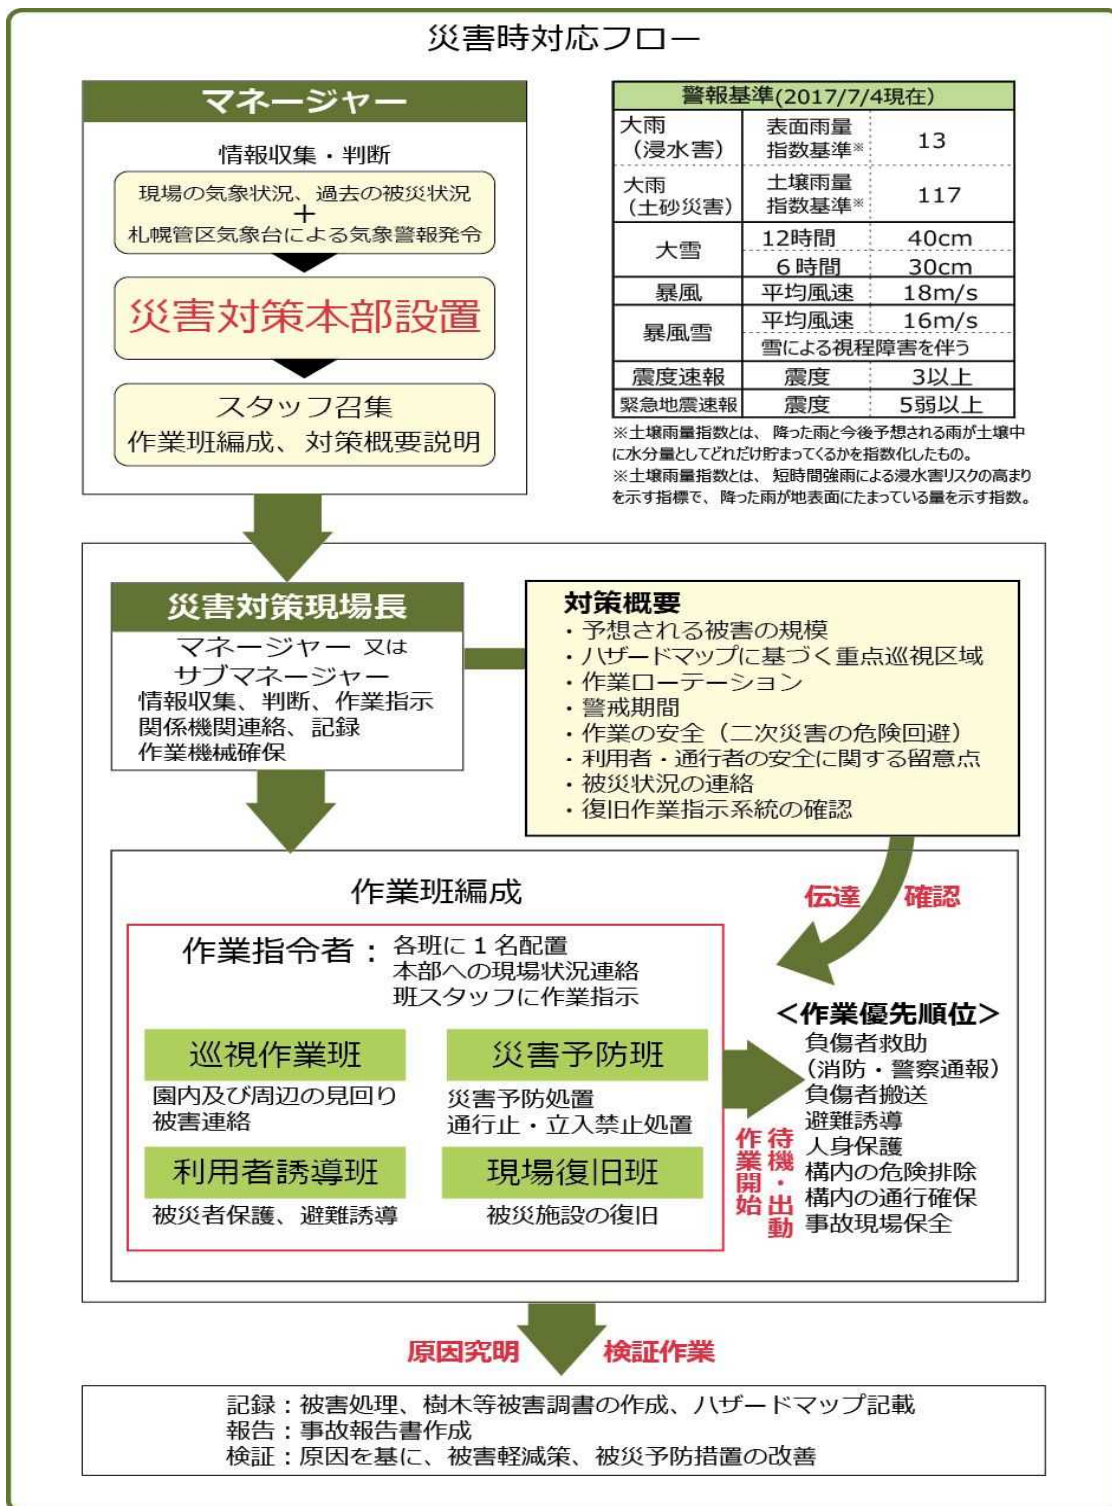 災害時対応フロー
マネージャー
情報収集・判断
現場の気象状況、過去の被災状況
＋
札幌管区気象台による気象警報発令
災害対策本部設置
スタッフ召集
作業班編成、対策概要説明
警報基準(2017/7/4現在)
大雨
（浸水害）
表面雨量
指数基準※
13
大雨
（土砂災害）
土壌雨量
指数基準※
117
大雪
12時間
40cm
６時間
30cm
暴風
平均風速
18m/s
暴風雪
平均風速
16m/s
雪による視程障害を伴う
震度速報
震度
3以上
緊急地震速報
震度
5弱以上
※土壌雨量指数とは、降った雨と今後予想される雨が土壌中
に水分量としてどれだけ貯まってくるかを指数化したもの。
※土壌雨量指数とは、短時間強雨による浸水害リスクの高まり
を示す指標で、降った雨が地表面にたまっている量を示す指数。
災害対策現場長
マネージャー 又は
サブマネージャー
情報収集、判断、作業指示
関係機関連絡、記録
作業機械確保
対策概要
・予想される被害の規模
・ハザードマップに基づく重点巡視区域
・作業ローテーション
・警戒期間
・作業の安全（二次災害の危険回避）
・利用者・通行者の安全に関する留意点
・被災状況の連絡
・復旧作業指示系統の確認
伝達 確認
作業班編成
作業指令者：各班に１名配置
本部への現場状況連絡
班スタッフに作業指示
巡視作業班
園内及び周辺の見回り
被害連絡
災害予防班
災害予防処置
通行止・立入禁止処置
利用者誘導班
被災者保護、避難誘導
現場復旧班
被災施設の復旧
待機・出動
作業開始
＜作業優先順位＞
負傷者救助
(消防・警察通報)
負傷者搬送
避難誘導
人身保護
構内の危険排除
構内の通行確保
事故現場保全
原因究明 検証作業
記録：被害処理、樹木等被害調書の作成、ハザードマップ記載
報告：事故報告書作成
検証：原因を基に、被害軽減策、被災予防措置の改善